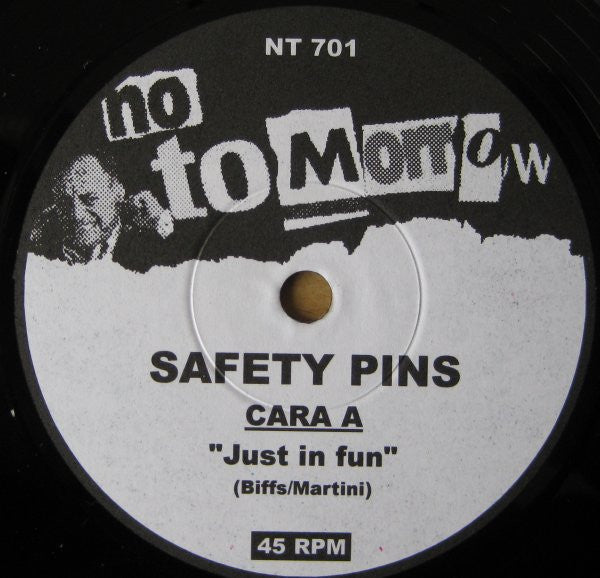 NT 701
no
tomorrow
SAFETY PINS
CARA A
"Just in fun"
(Biffs/Martini)
45 RPM